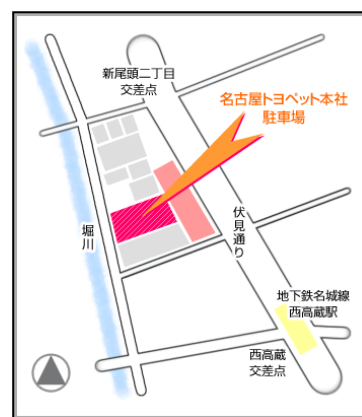 新尾頭二丁目
交差点
名古屋トヨペット本社
駐車場
堀川
伏見通り
地下鉄名城線
西高蔵駅
西高蔵
交差点